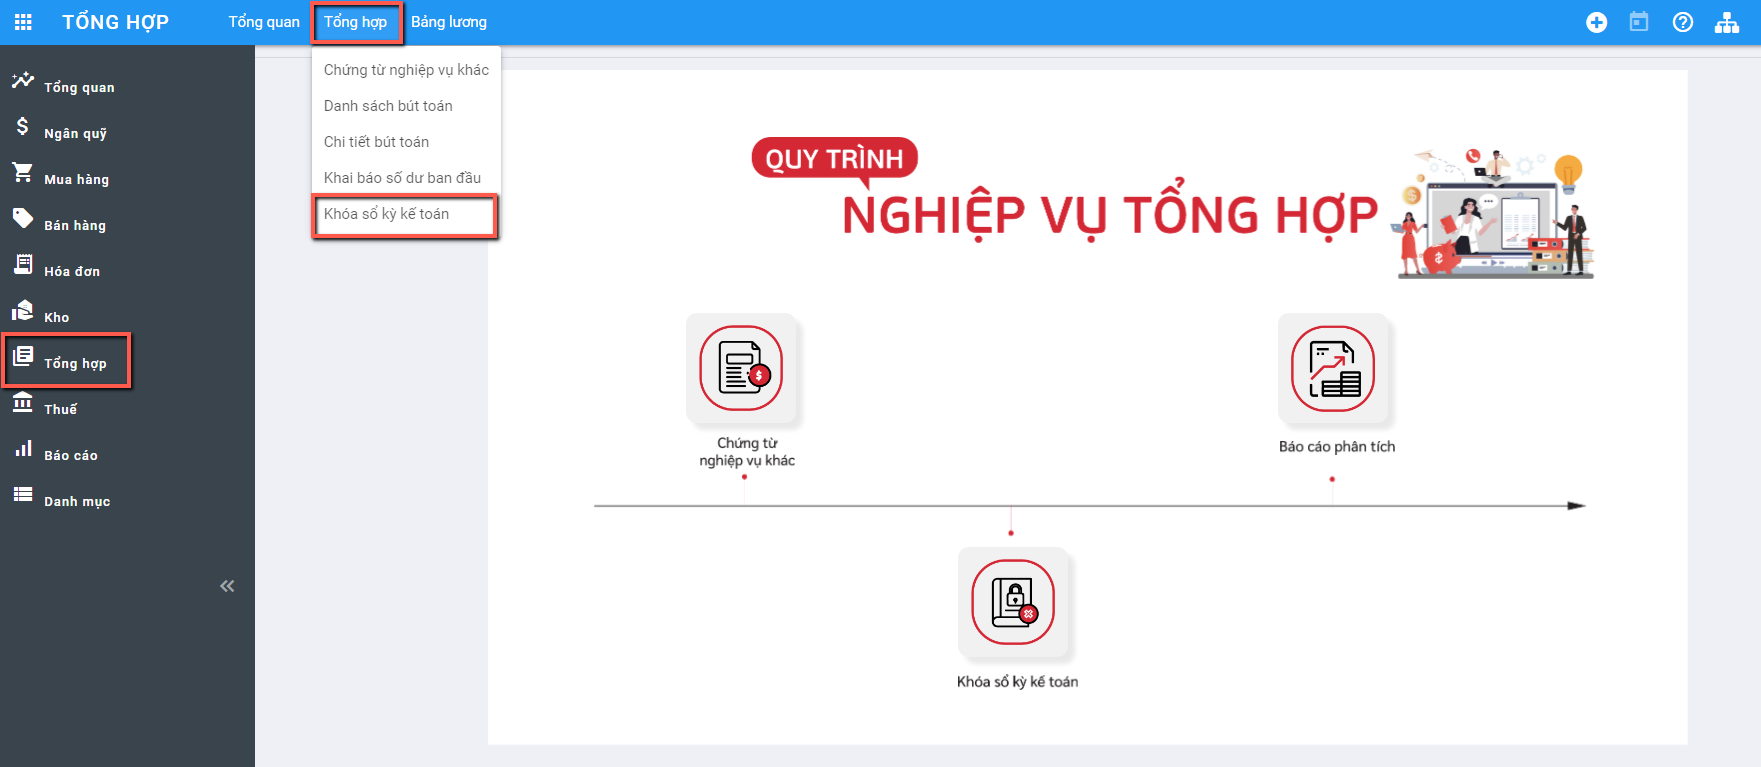 TỔNG HỢP
Tổng quan
Tổng hợp
Bảng lương
Chứng từ nghiệp vụ khác
Danh sách bút toán
Chi tiết bút toán
Khai báo số dư ban đầu
Khóa sổ kỳ kế toán
Tổng quan
Ngân quỹ
Mua hàng
Bán hàng
Hóa đơn
Kho
Tổng hợp
Thuế
Báo cáo
Danh mục
QUY TRÌNH
NGHIỆP VỤ TỔNG HỢP
Chứng từ
nghiệp vụ khác
Báo cáo phân tích
Khóa sổ kỳ kế toán